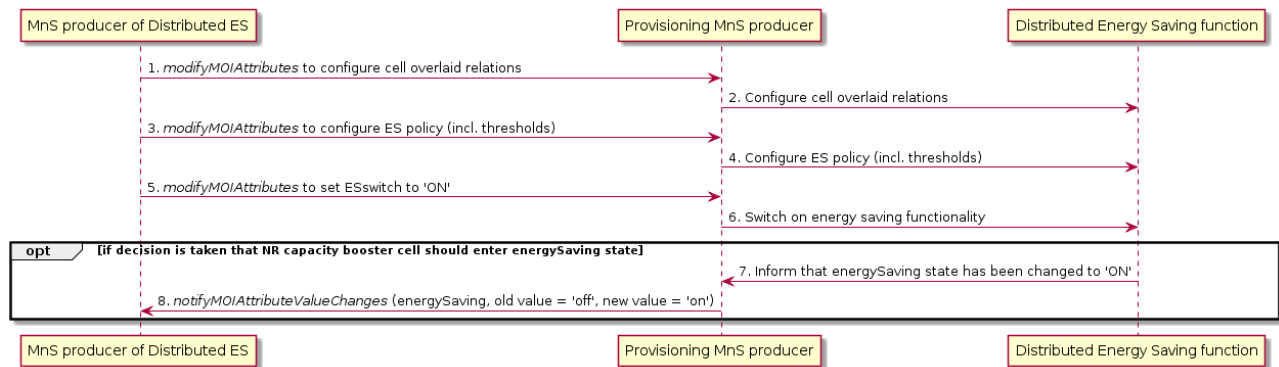 MnS producer of Distributed ES
Provisioning MnS producer
Distributed Energy Saving function
1. modifyMOIAttributes to configure cell overlaid relations
2. Configure cell overlaid relations
3. modifyMOIAttributes to configure ES policy (incl. thresholds)
4. Configure ES policy (incl. thresholds)
5. modifyMOIAttributes to set ESswitch to 'ON'
6. Switch on energy saving functionality
opt
[if decision is taken that NR capacity booster cell should enter energySaving state]
7. Inform that energySaving state has been changed to 'ON'
8. notifyMOIAttributeValueChanges (energySaving, old value = 'off', new value = 'on')
MnS producer of Distributed ES
Provisioning MnS producer
Distributed Energy Saving function